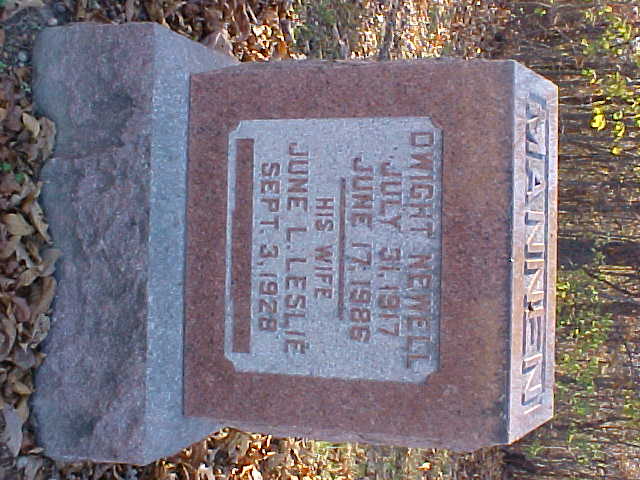 MANNEN
DWIGHT NEWELL
JULY 31, 1917
JUNE 17, 1986
HIS WIFE
JUNE L. LESLIE
SEPT. 3, 1928